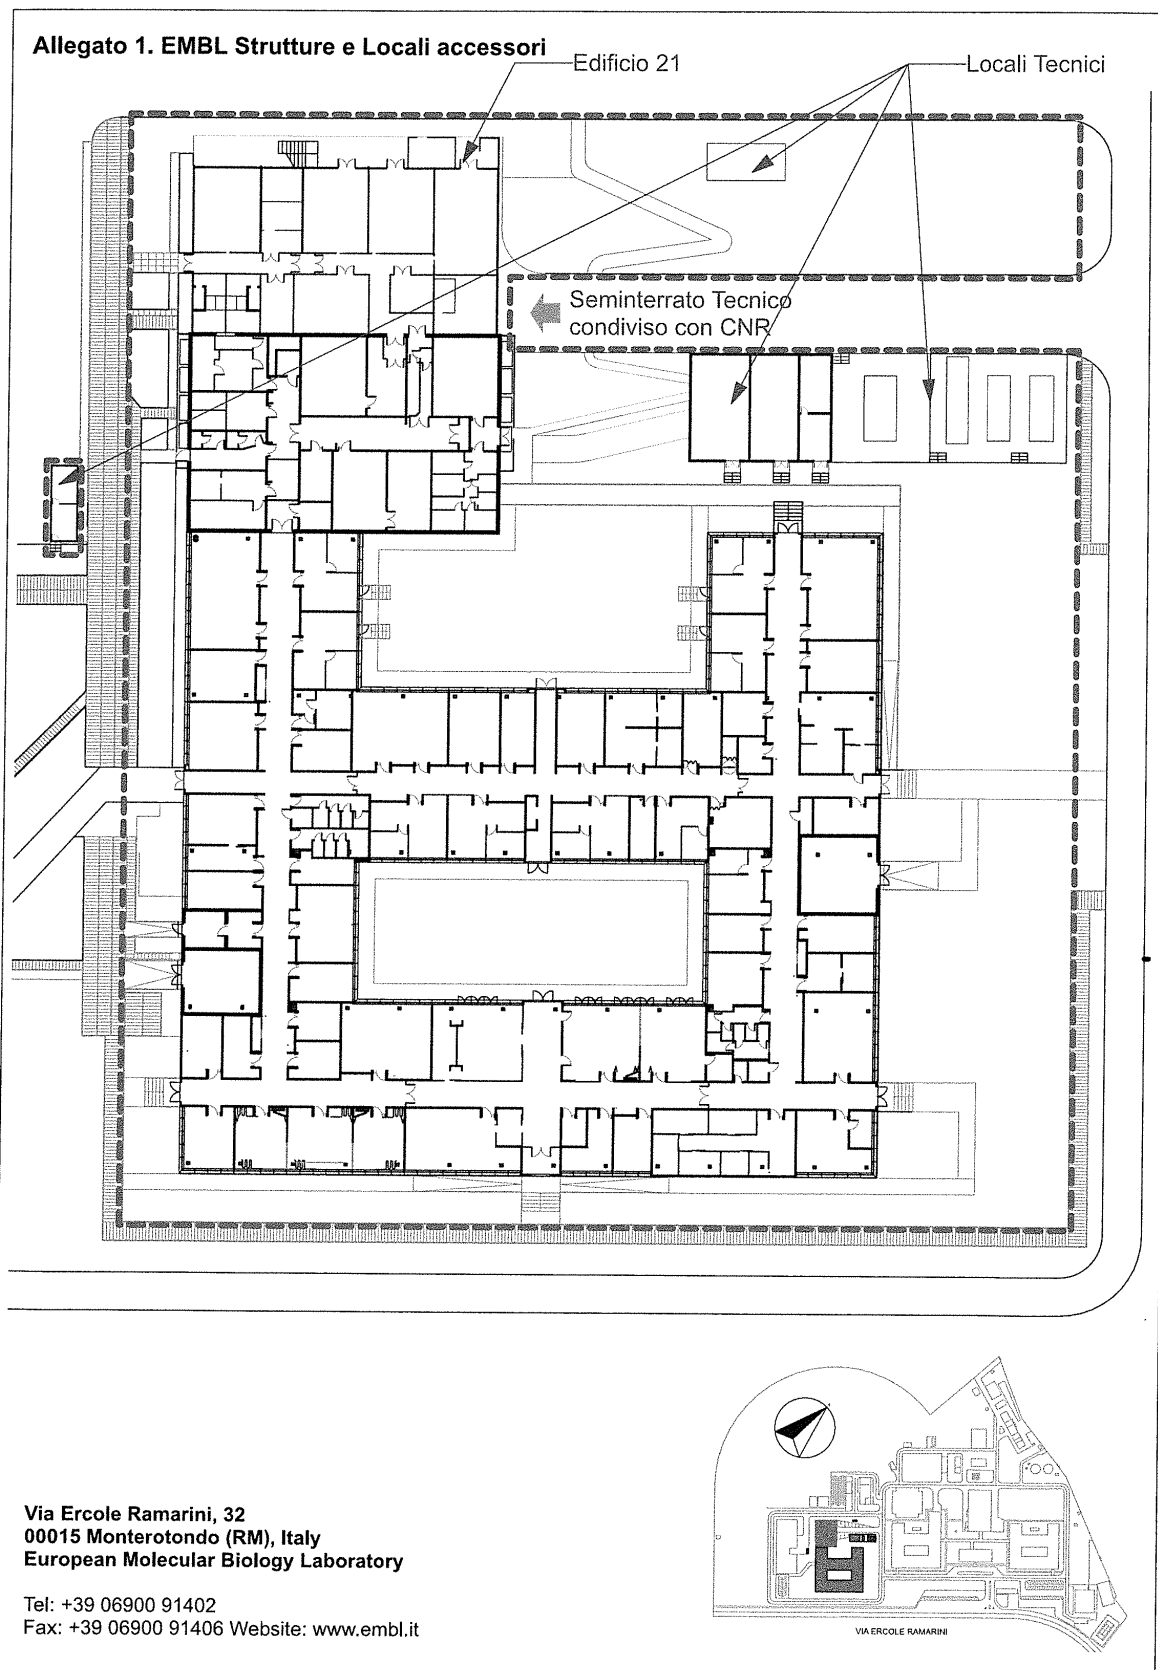 Allegato 1. EMBL Strutture e Locali accessori
Edificio 21
Locali Tecnici
Seminterrato Tecnico
condiviso con CNR
Via Ercole Ramarini, 32
00015 Monterotondo (RM), Italy
European Molecular Biology Laboratory
Tel: +39 06900 91402
Fax: +39 06900 91406 Website: www.embl.it
VIA ERCOLE RAMARINI